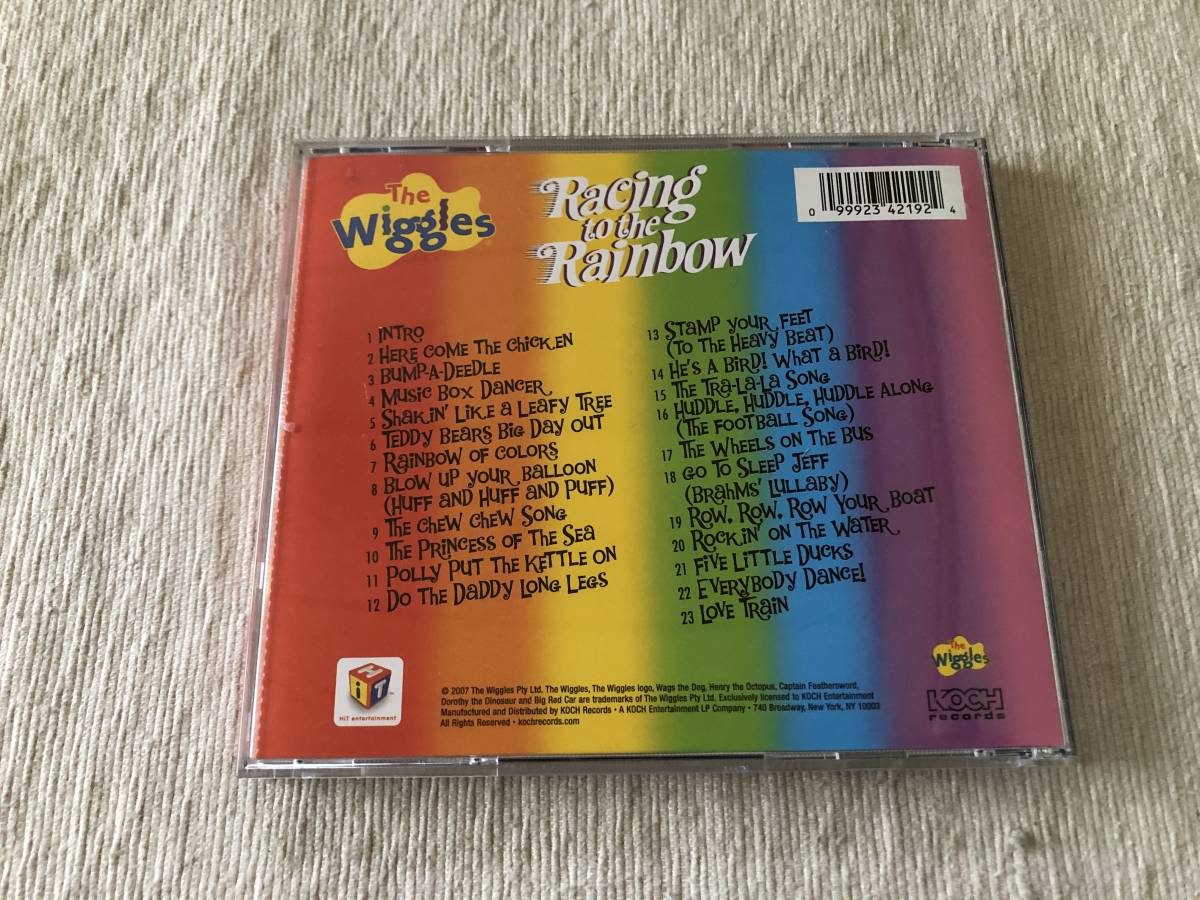 The
Wiggles
Racing
to the
Rainbow
0 99923 42192 4
1 INTRO
2 HERE COME THE CHICKEN
3 BUMP-A-DEEDLE
4 MUSIC BOX DANCER
5 SHAKIN' LIKE A LEAFY TREE
6 TEDDY BEARS BIG DAY OUT
7 RAINBOW OF COLORS
8 BLOW UP YOUR BALLOON
(HUFF AND HUFF AND PUFF)
9 THE CHEW CHEW SONG
10 THE PRINCESS OF THE SEA
11 POLLY PUT THE KETTLE ON
12 DO THE DADDY LONG LEGS
13 STAMP YOUR FEET
(TO THE HEAVY BEAT)
14 HE'S A BIRD! WHAT A BIRD!
15 THE TRA-LA-LA SONG
16 HUDDLE, HUDDLE, HUDDLE ALONG
(THE FOOTBALL SONG)
17 THE WHEELS ON THE BUS
18 GO TO SLEEP JEFF
(BRAHMS' LULLABY)
19 ROW, ROW, ROW YOUR BOAT
20 ROCKIN' ON THE WATER
21 FIVE LITTLE DUCKS
22 EVERYBODY DANCE!
23 LOVE TRAIN
HiT
HiT entertainment
© 2007 The Wiggles Pty Ltd. The Wiggles, The Wiggles logo, Wags the Dog, Henry the Octopus, Captain Feathersword,
Dorothy the Dinosaur and Big Red Car are trademarks of The Wiggles Pty Ltd. Exclusively licensed to KOCH Entertainment
Manufactured and Distributed by KOCH Records • A KOCH Entertainment LP Company • 740 Broadway, New York, NY 10003
All Rights Reserved • kochrecords.com
The
Wiggles
KOCH
records